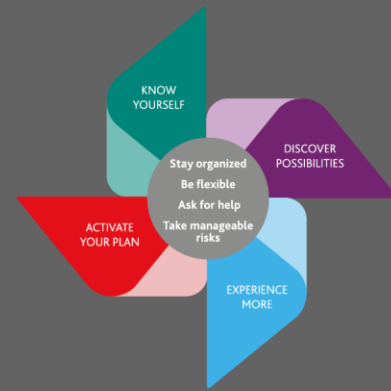 KNOW
YOURSELF
DISCOVER
POSSIBILITIES
Stay organized
Be flexible
Ask for help
Take manageable
risks
ACTIVATE
YOUR PLAN
EXPERIENCE
MORE